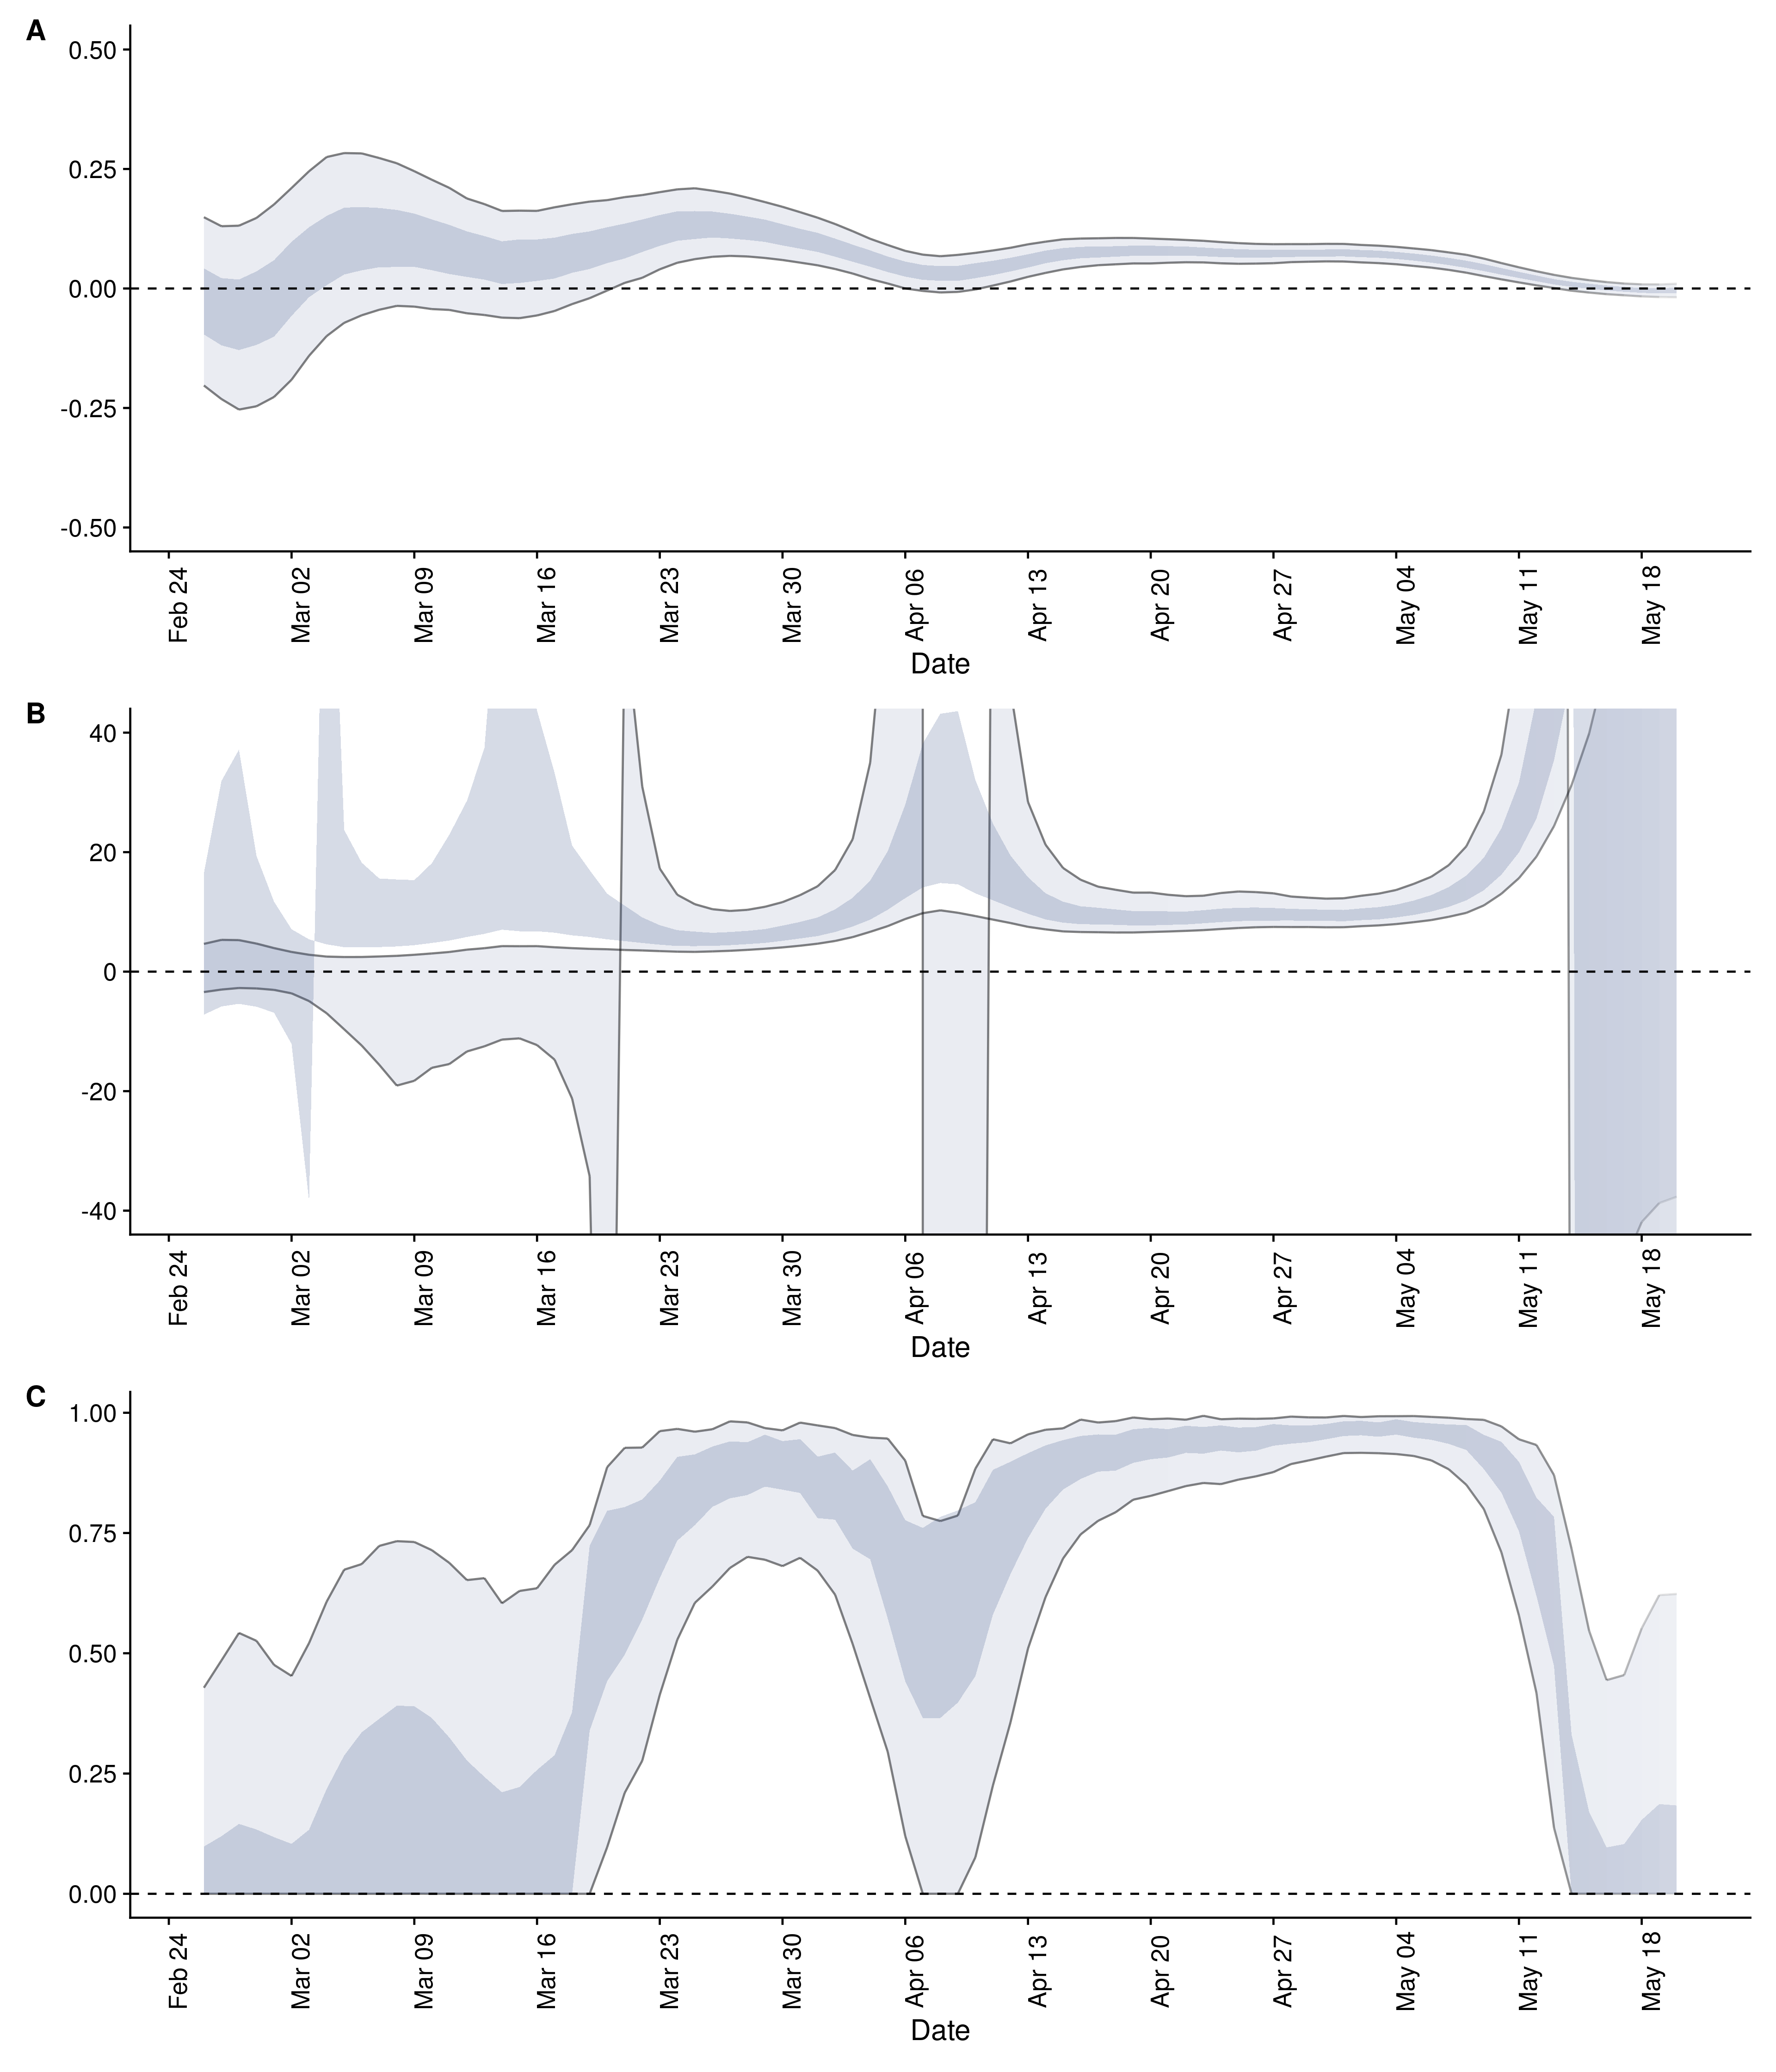 A
0.50
0.25
0.00
-0.25
-0.50
Feb 24
Mar 02
Mar 09
Mar 16
Mar 23
Mar 30
Apr 06
Apr 13
Apr 20
Apr 27
May 04
May 11
May 18
Date
B
40
20
0
-20
-40
Feb 24
Mar 02
Mar 09
Mar 16
Mar 23
Mar 30
Apr 06
Apr 13
Apr 20
Apr 27
May 04
May 11
May 18
Date
C
1.00
0.75
0.50
0.25
0.00
Feb 24
Mar 02
Mar 09
Mar 16
Mar 23
Mar 30
Apr 06
Apr 13
Apr 20
Apr 27
May 04
May 11
May 18
Date